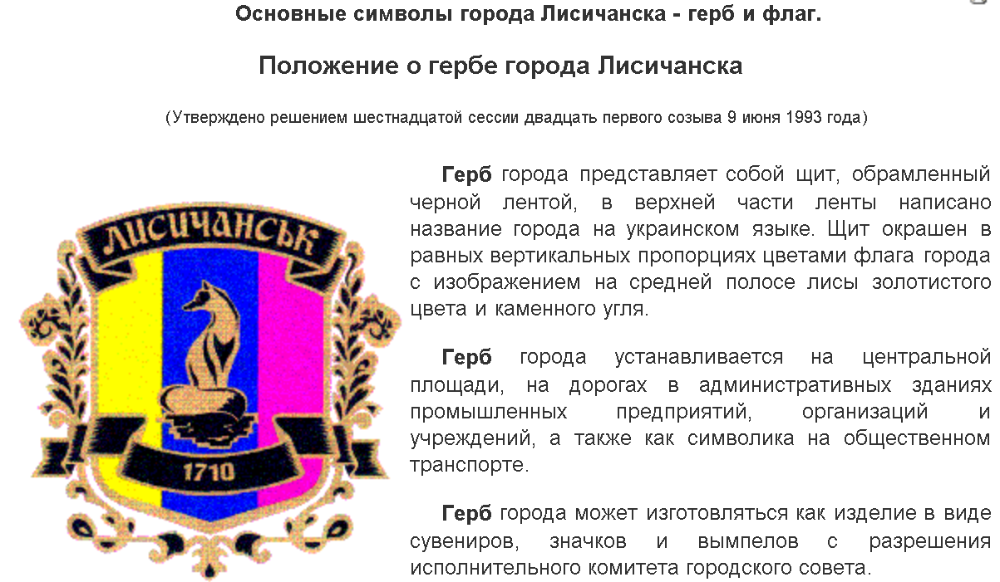 Основные символы города Лисичанска - герб и флаг.
Положение о гербе города Лисичанска
(Утверждено решением шестнадцатой сессии двадцать первого созыва 9 июня 1993 года)
ЛИСИЧАНСЬК
1710
Герб города представляет собой щит, обрамленный
черной лентой, в верхней части ленты написано
название города на украинском языке. Щит окрашен в
равных вертикальных пропорциях цветами флага города
с изображением на средней полосе лисы золотистого
цвета и каменного угля.
Герб города устанавливается на центральной
площади, на дорогах в административных зданиях
промышленных предприятий, организаций и
учреждений, а также как символика на общественном
транспорте.
Герб города может изготовляться как изделие в виде
сувениров, значков и вымпелов с разрешения
исполнительного комитета городского совета.